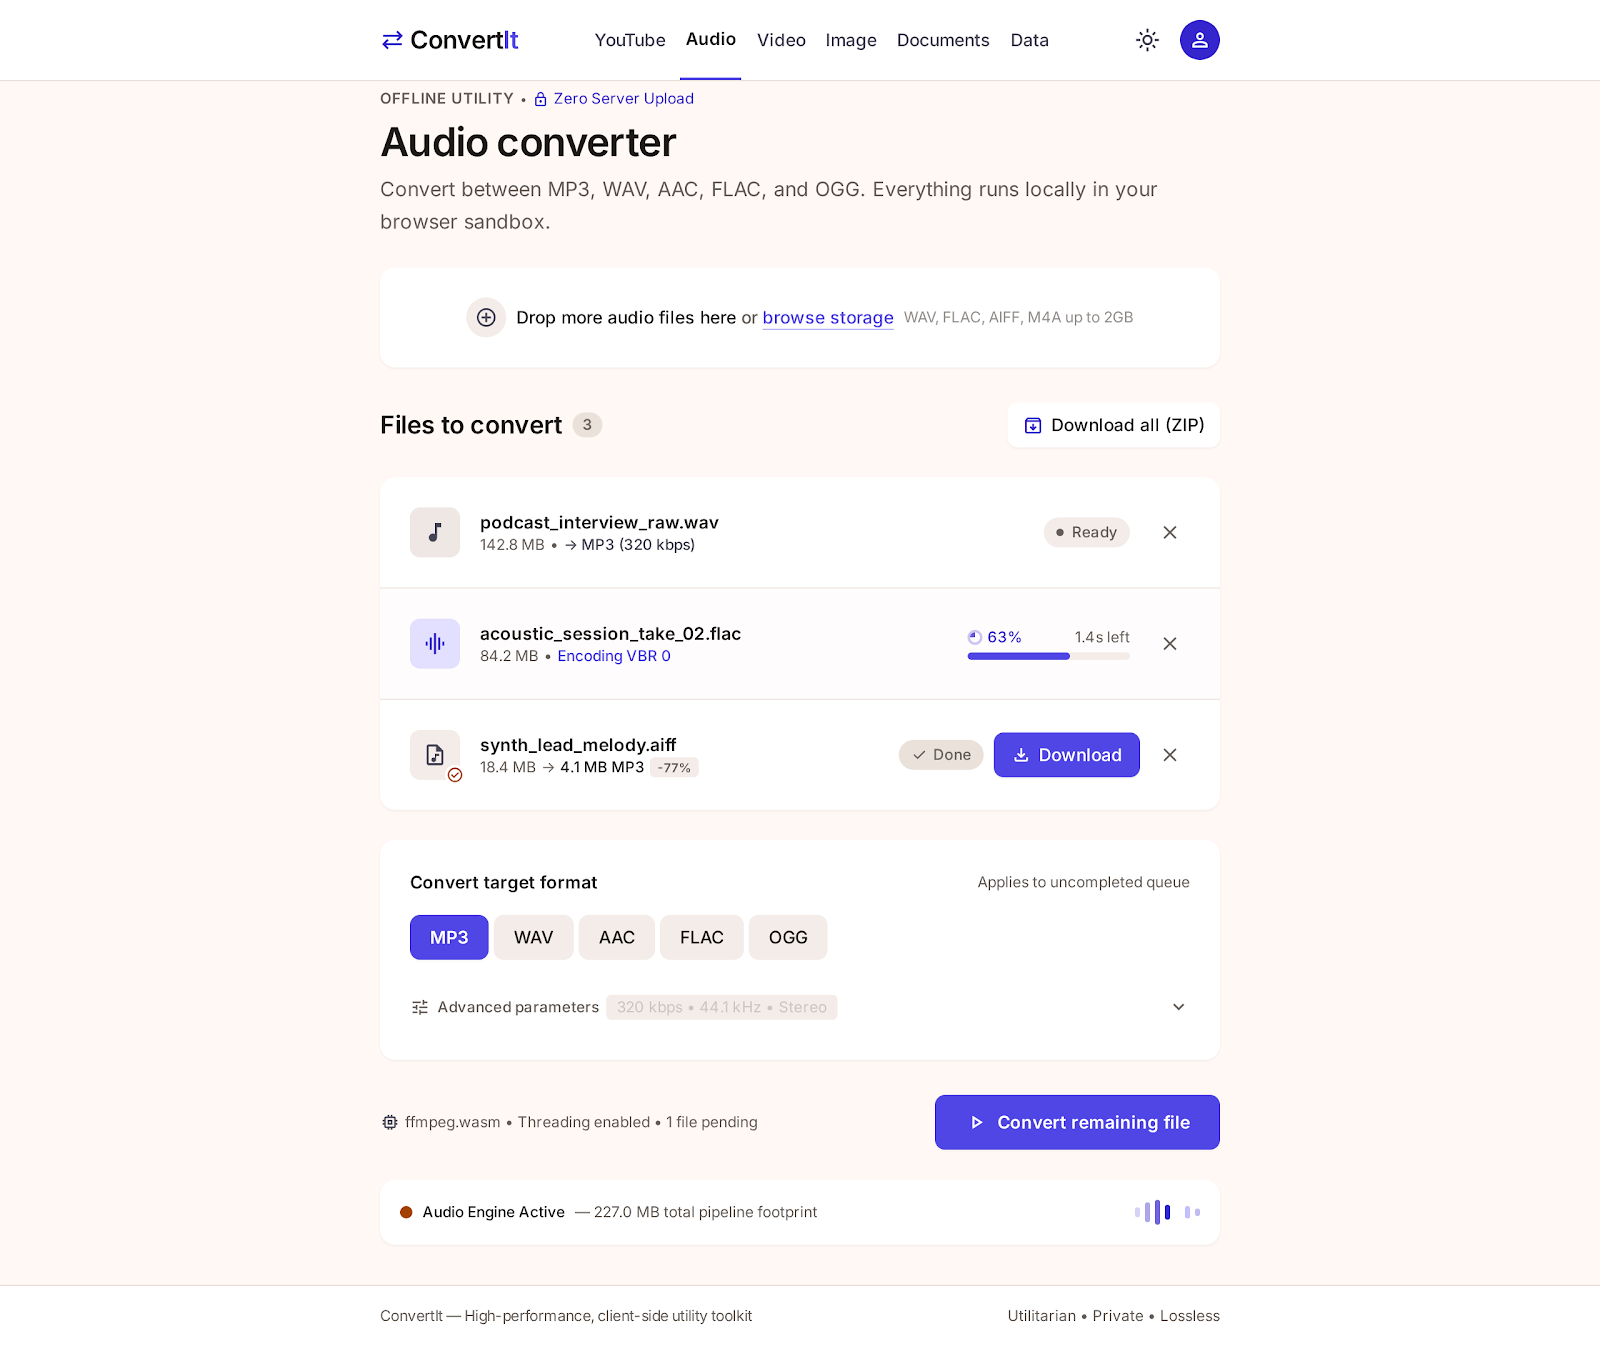 ConvertIt
YouTube Audio Video Image Documents Data
OFFLINE UTILITY • Zero Server Upload
Audio converter
Convert between MP3, WAV, AAC, FLAC, and OGG. Everything runs locally in your
browser sandbox.
Drop more audio files here or browse storage WAV, FLAC, AIFF, M4A up to 2GB
Files to convert 3
Download all (ZIP)
podcast_interview_raw.wav
142.8 MB • → MP3 (320 kbps)
Ready
acoustic_session_take_02.flac
84.2 MB • Encoding VBR 0
63% 1.4s left
synth_lead_melody.aiff
18.4 MB → 4.1 MB MP3 -77%
Done
Download
Convert target format
Applies to uncompleted queue
MP3 WAV AAC FLAC OGG
Advanced parameters 320 kbps • 44.1 kHz • Stereo
ffmpeg.wasm • Threading enabled • 1 file pending
Convert remaining file
Audio Engine Active — 227.0 MB total pipeline footprint
ConvertIt — High-performance, client-side utility toolkit
Utilitarian • Private • Lossless